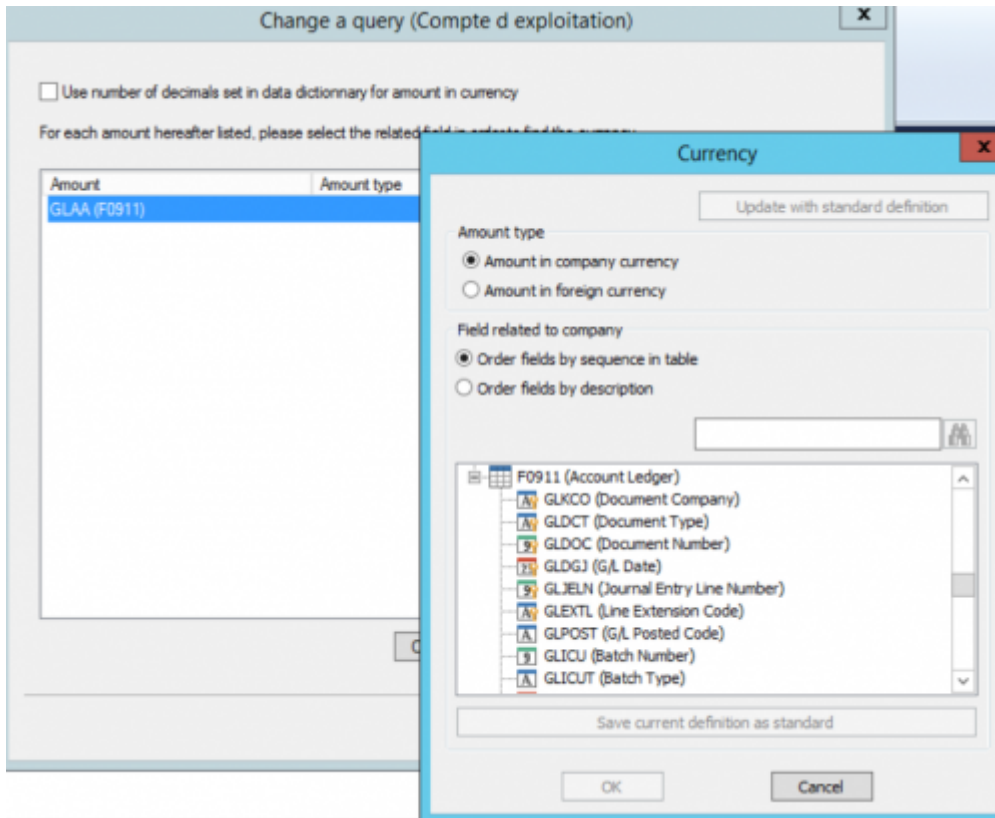 Change a query (Compte d exploitation)
x
Use number of decimals set in data dictionnary for amount in currency
For each amount hereafter listed, please select the related field in order to find the currency
Amount
Amount type
GLAA (F0911)
Currency
x
Update with standard definition
Amount type
Amount in company currency
Amount in foreign currency
Field related to company
Order fields by sequence in table
Order fields by description
F0911 (Account Ledger)
GLKCO (Document Company)
GLDCT (Document Type)
GLDOC (Document Number)
GLDGJ (G/L Date)
GLJELN (Journal Entry Line Number)
GLEXTL (Line Extension Code)
GLPOST (G/L Posted Code)
GLICU (Batch Number)
GLICUT (Batch Type)
Save current definition as standard
OK
Cancel